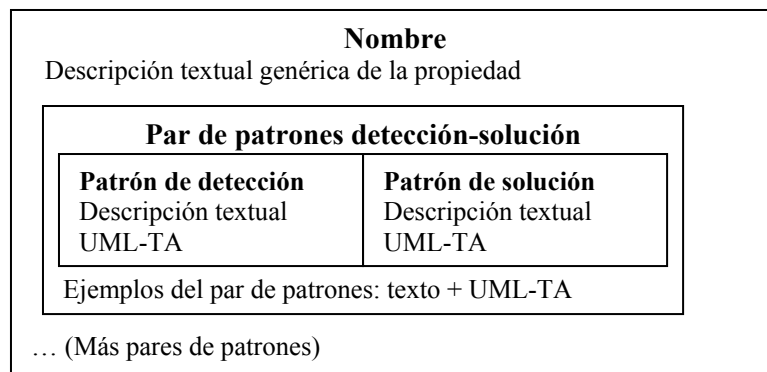 Nombre
Descripción textual genérica de la propiedad
Par de patrones detección-solución
Patrón de detección
Descripción textual
UML-TA
Patrón de solución
Descripción textual
UML-TA
Ejemplos del par de patrones: texto + UML-TA
… (Más pares de patrones)